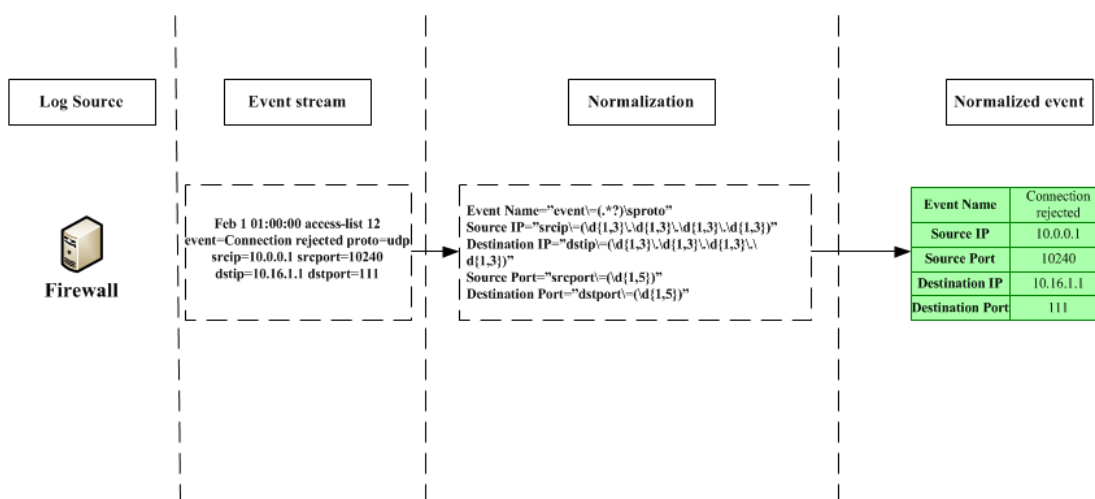 Log Source
Event stream
Normalization
Normalized event
Firewall
Feb 1 01:00:00 access-list 12
event=Connection rejected proto=udp
srcip=10.0.0.1 srcport=10240
dstip=10.16.1.1 dstport=111
Event Name=”event\=(.*?)\sproto”
Source IP=”srcip\=(\d{1,3}\.\d{1,3}\.\d{1,3}\.\d{1,3})”
Destination IP=”dstip\=(\d{1,3}\.\d{1,3}\.\d{1,3}\.\
d{1,3})”
Source Port=”srcport\=(\d{1,5})”
Destination Port=”dstport\=(\d{1,5})”
Event Name Connection
rejected
Source IP 10.0.0.1
Source Port 10240
Destination IP 10.16.1.1
Destination Port 111